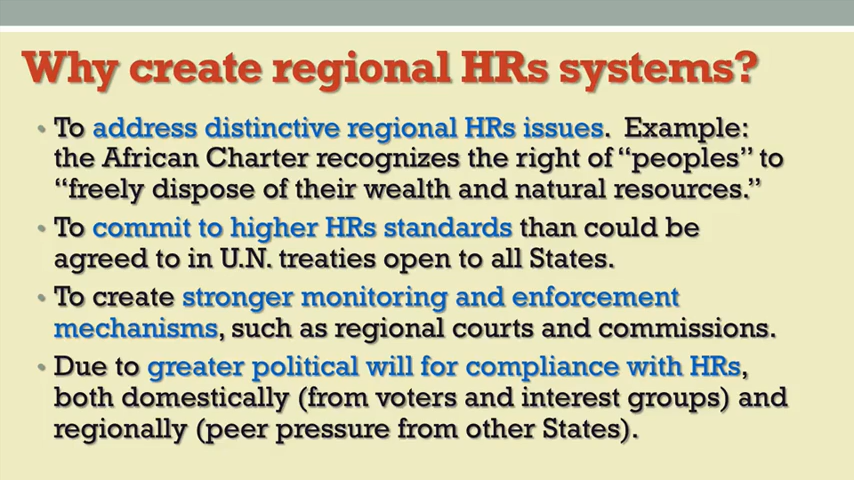 Why create regional HRs systems?
• To address distinctive regional HRs issues. Example:
the African Charter recognizes the right of “peoples” to
“freely dispose of their wealth and natural resources.”
• To commit to higher HRs standards than could be
agreed to in U.N. treaties open to all States.
• To create stronger monitoring and enforcement
mechanisms, such as regional courts and commissions.
• Due to greater political will for compliance with HRs,
both domestically (from voters and interest groups) and
regionally (peer pressure from other States).